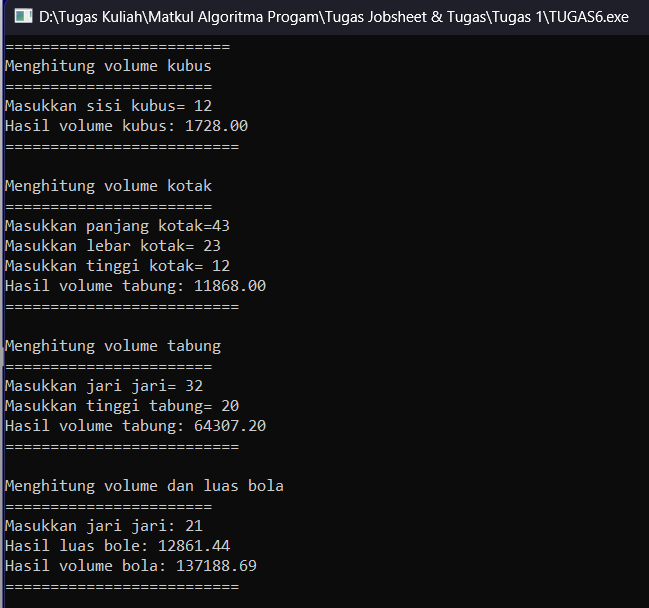 D:\Tugas Kuliah\Matkul Algoritma Progam\Tugas Jobsheet & Tugas\Tugas 1\TUGAS6.exe
=========================
Menghitung volume kubus
=======================
Masukkan sisi kubus= 12
Hasil volume kubus: 1728.00
==========================
Menghitung volume kotak
=======================
Masukkan panjang kotak=43
Masukkan lebar kotak= 23
Masukkan tinggi kotak= 12
Hasil volume tabung: 11868.00
==========================
Menghitung volume tabung
=======================
Masukkan jari jari= 32
Masukkan tinggi tabung= 20
Hasil volume tabung: 64307.20
==========================
Menghitung volume dan luas bola
=======================
Masukkan jari jari: 21
Hasil luas bole: 12861.44
Hasil volume bola: 137188.69
==========================